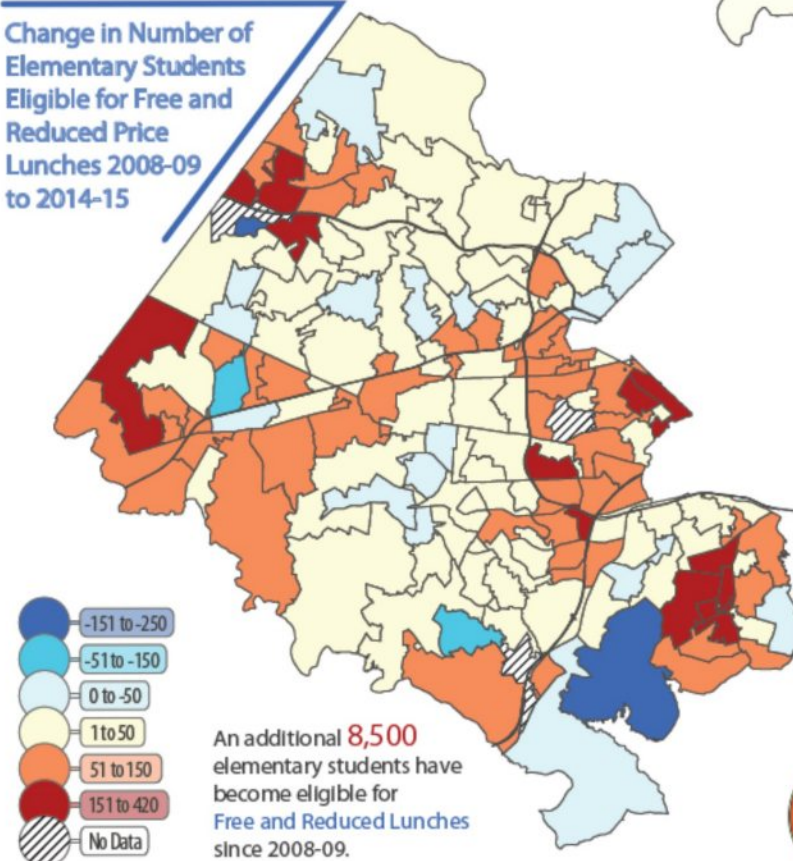 Change in Number of
Elementary Students
Eligible for Free and
Reduced Price
Lunches 2008-09
to 2014-15
-151 to -250
-51 to -150
0 to -50
1 to 50
51 to 150
151 to 420
No Data
An additional 8,500
elementary students have
become eligible for
Free and Reduced Lunches
since 2008-09.